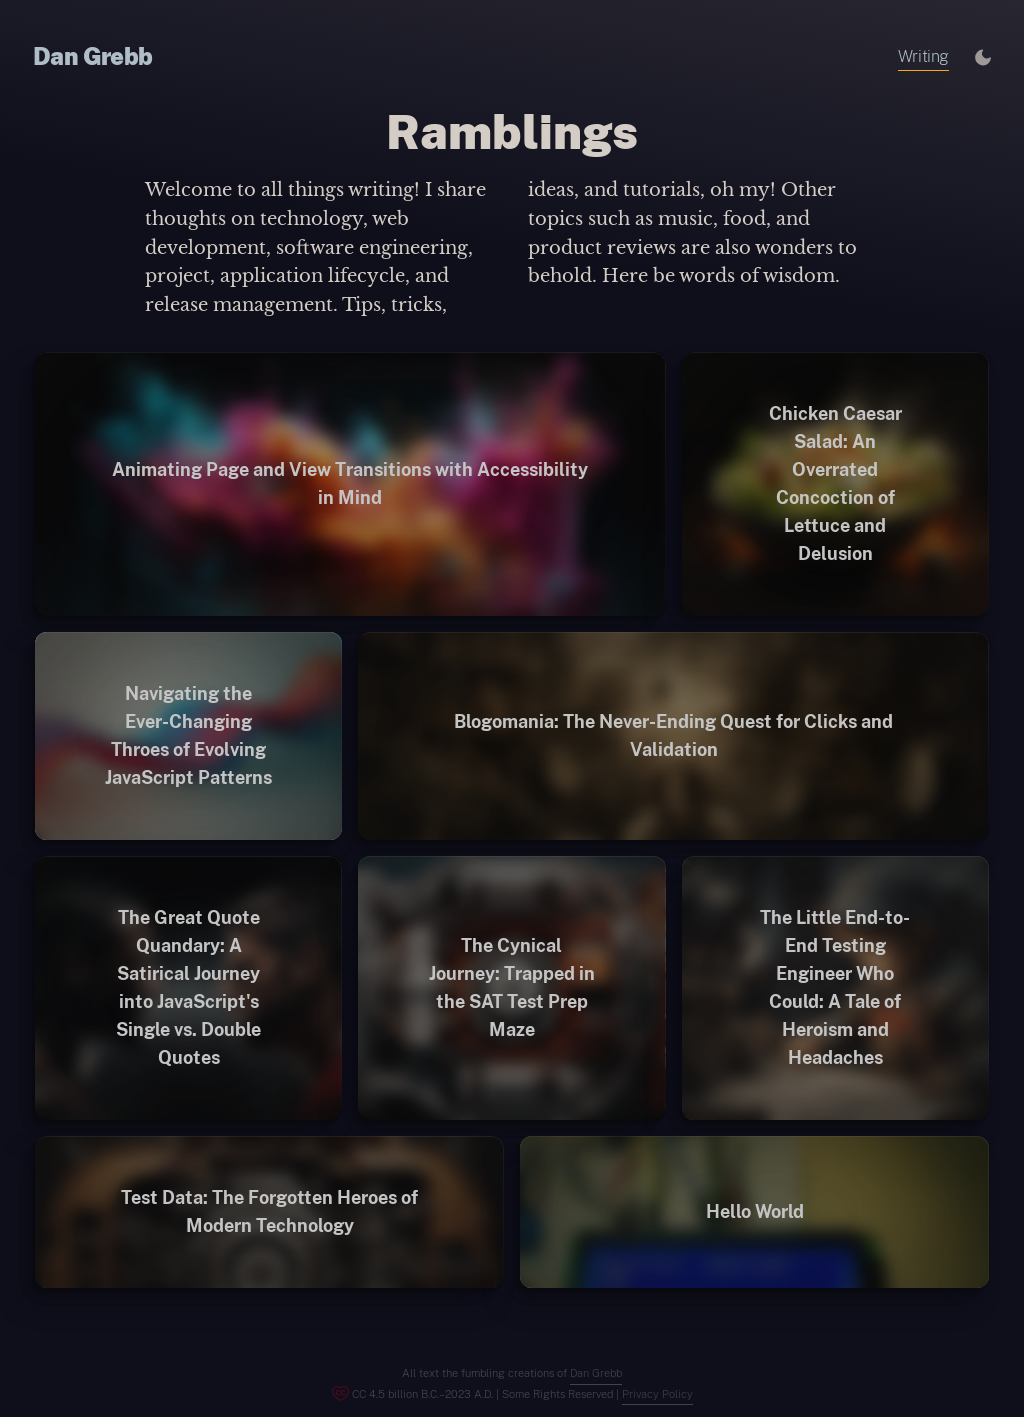 Dan Grebb
Writing
Ramblings
Welcome to all things writing! I share
thoughts on technology, web
development, software engineering,
project, application lifecycle, and
release management. Tips, tricks,
ideas, and tutorials, oh my! Other
topics such as music, food, and
product reviews are also wonders to
behold. Here be words of wisdom.
Animating Page and View Transitions with Accessibility
in Mind
Chicken Caesar
Salad: An
Overrated
Concoction of
Lettuce and
Delusion
Navigating the
Ever-Changing
Throes of Evolving
JavaScript Patterns
Blogomania: The Never-Ending Quest for Clicks and
Validation
The Great Quote
Quandary: A
Satirical Journey
into JavaScript's
Single vs. Double
Quotes
The Cynical
Journey: Trapped in
the SAT Test Prep
Maze
The Little End-to-
End Testing
Engineer Who
Could: A Tale of
Heroism and
Headaches
Test Data: The Forgotten Heroes of
Modern Technology
Hello World
All text the fumbling creations of Dan Grebb
CC 4.5 billion B.C.–2023 A.D. | Some Rights Reserved | Privacy Policy